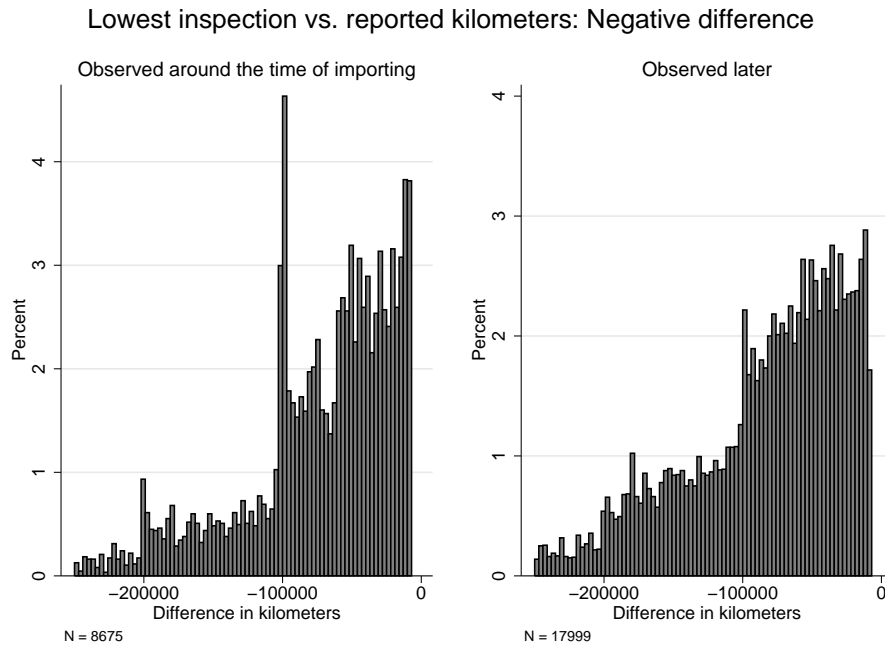 Lowest inspection vs. reported kilometers: Negative difference
Observed around the time of importing
Percent
4
3
2
1
0
−200000 −100000 0
Difference in kilometers
N = 8675
Observed later
Percent
4
3
2
1
0
−200000 −100000 0
Difference in kilometers
N = 17999